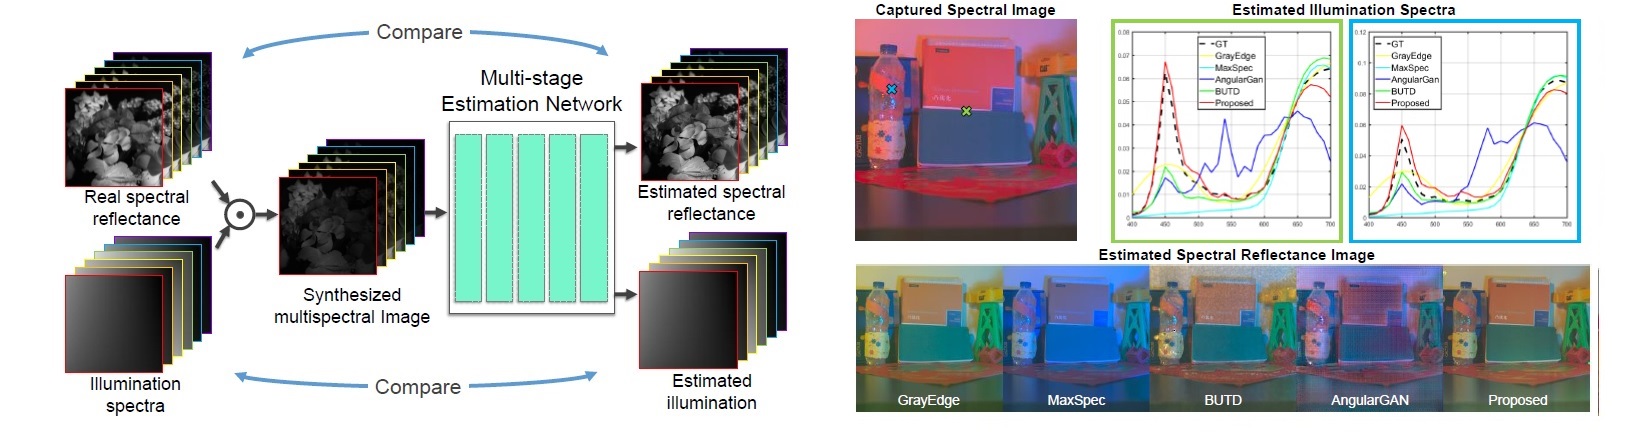 Compare
Multi-stage
Estimation Network
Real spectral
reflectance
Estimated spectral
reflectance
Synthesized
multispectral Image
Illumination
spectra
Estimated
illumination
Compare
Captured Spectral Image
Estimated Illumination Spectra
0.08
0.07
0.06
0.05
0.04
0.03
0.02
0.01
0
400 450 500 550 600 650 700
GT
GrayEdge
MaxSpec
AngularGan
BUTD
Proposed
0.12
0.1
0.08
0.06
0.04
0.02
0
400 450 500 550 600 650 700
GT
GrayEdge
MaxSpec
AngularGan
BUTD
Proposed
Estimated Spectral Reflectance Image
GrayEdge
MaxSpec
BUTD
AngularGAN
Proposed